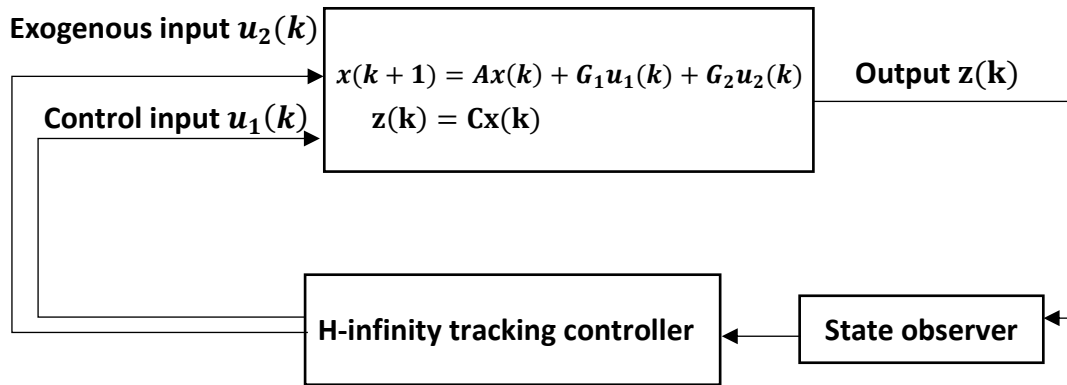 Exogenous input u₂(k)
x(k + 1) = Ax(k) + G₁u₁(k) + G₂u₂(k)
Output z(k)
Control input u₁(k)
z(k) = Cx(k)
H-infinity tracking controller
State observer